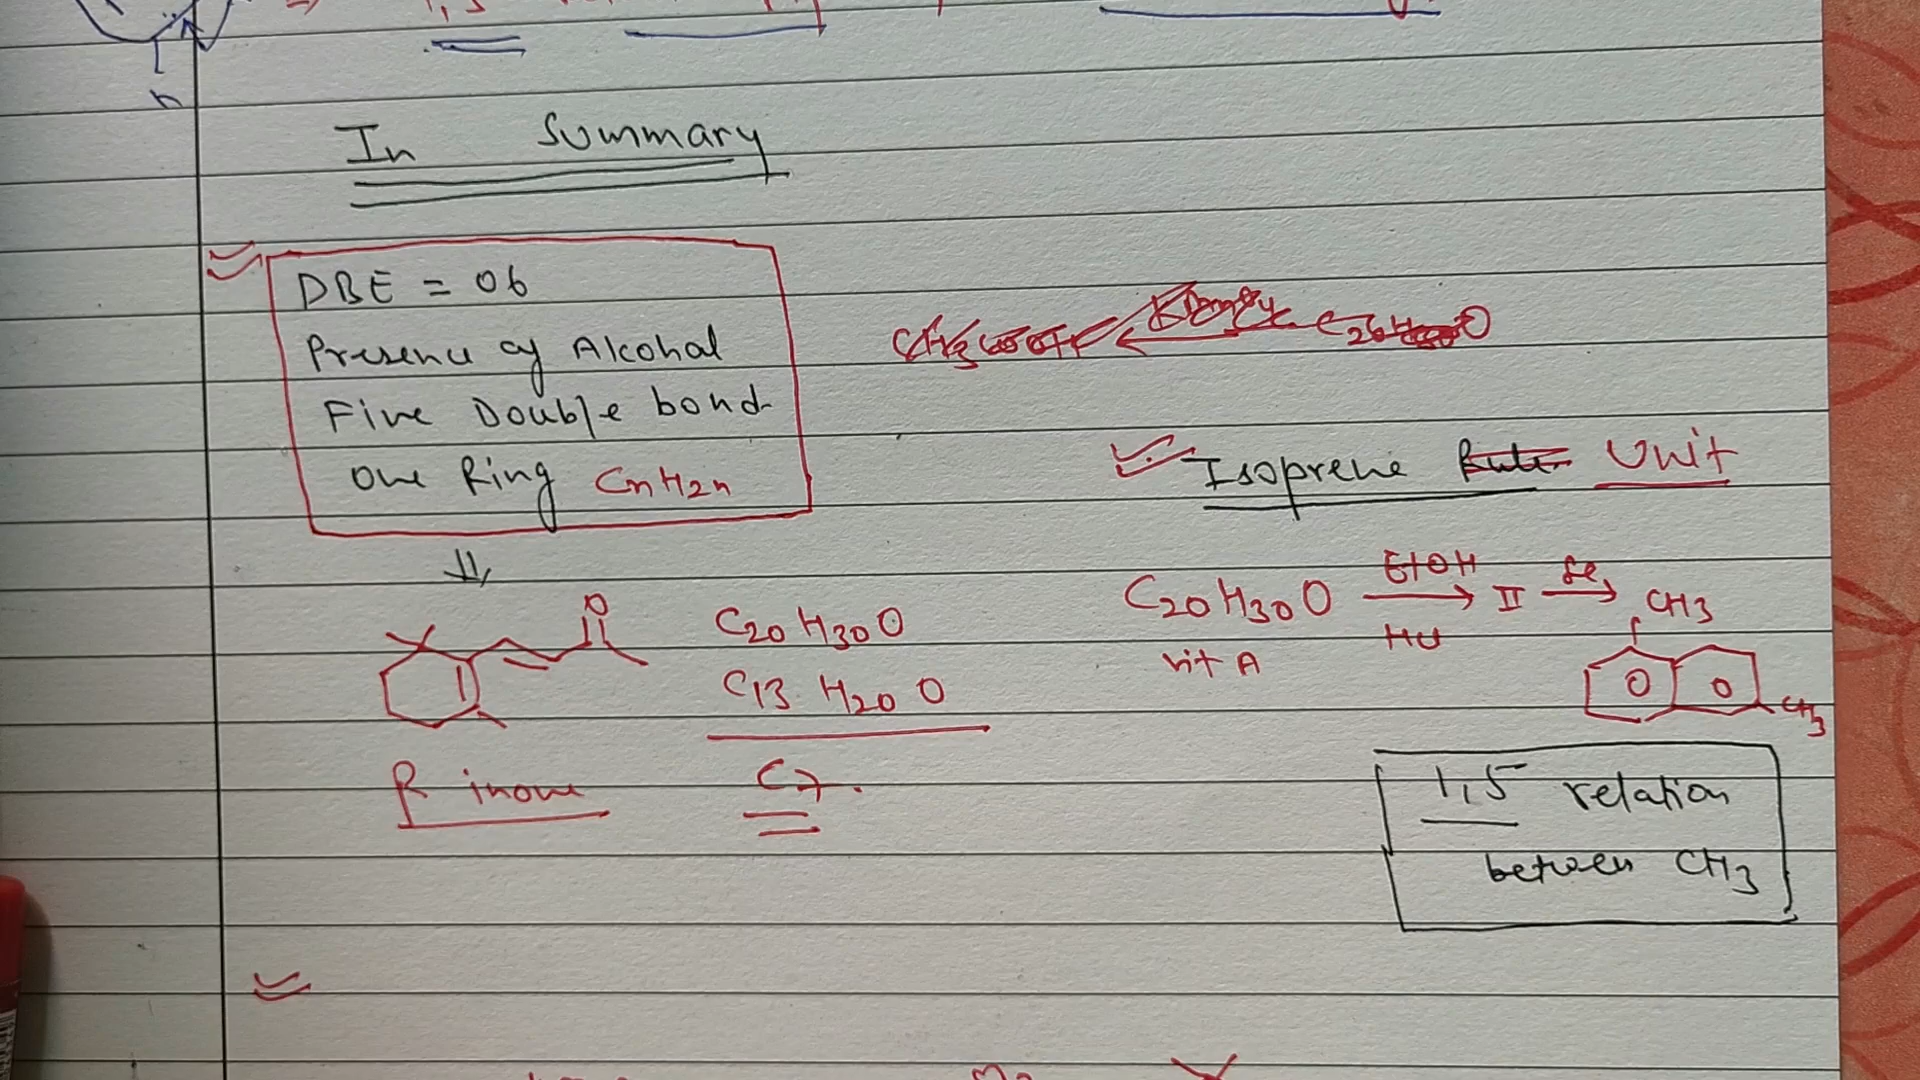 In Summary
DBE = 06
Presence of Alcohal
Five Double bond
One Ring CnH2n
Isoprene Unit
C20H30O EtOH HCl II Se CH3
vit A
CH3
O
C20H30O
C13H20O
C7.
β inone
1,5 relation
between CH3